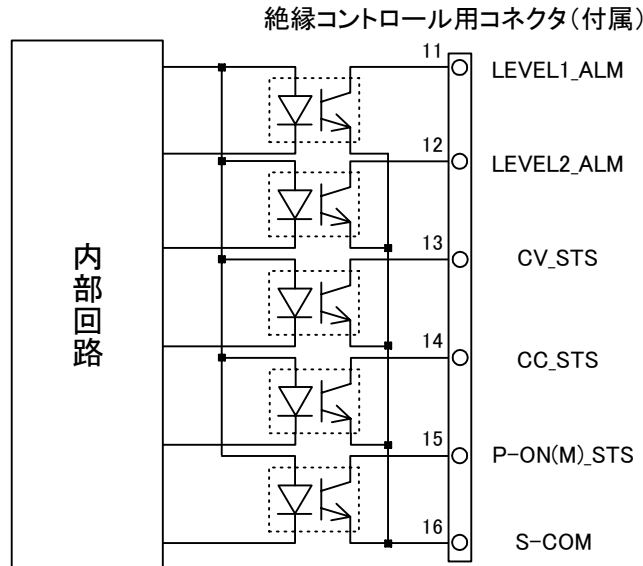 絶縁コントロール用コネクタ(付属)
内部回路
11 LEVEL1_ALM
12 LEVEL2_ALM
13 CV_STS
14 CC_STS
15 P-ON(M)_STS
16 S-COM